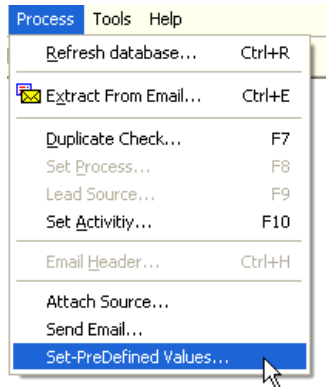 Process Tools Help
Refresh database... Ctrl+R
Extract From Email... Ctrl+E
Duplicate Check... F7
Set Process... F8
Lead Source... F9
Set Activitiy... F10
Email Header... Ctrl+H
Attach Source...
Send Email...
Set-PreDefined Values...